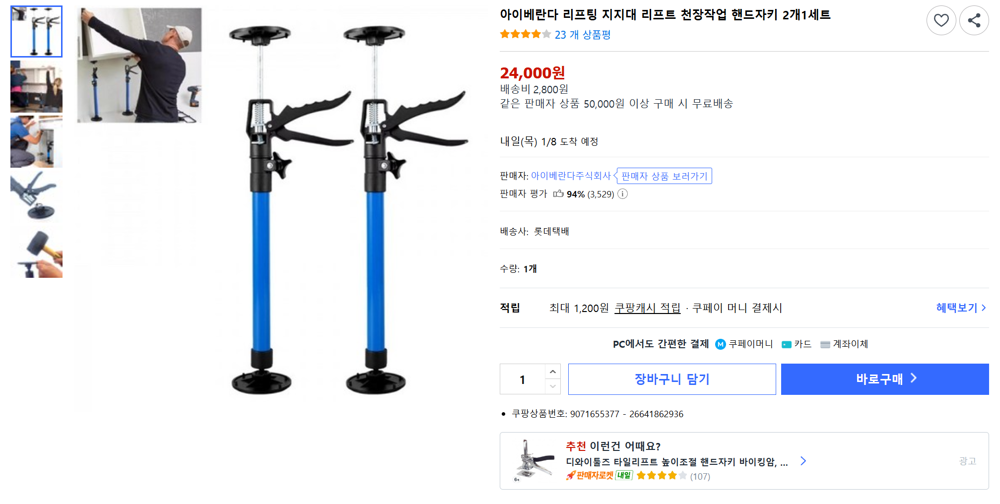 아이베란다 리프팅 지지대 리프트 천장작업 핸드자키 2개1세트
23 개 상품평
24,000원
배송비 2,800원
같은 판매자 상품 50,000원 이상 구매 시 무료배송
내일(목) 1/8 도착 예정
판매자: 아이베란다주식회사 판매자 상품 보러가기
판매자 평가 94% (3,529)
배송사: 롯데택배
수량: 1개
적립 최대 1,200원 쿠팡캐시 적립 · 쿠페이 머니 결제시 혜택보기
PC에서도 간편한 결제 M 쿠페이머니 카드 계좌이체
1 장바구니 담기 바로구매
• 쿠팡상품번호: 9071655377 - 26641862936
추천 이런건 어때요?
디와이툴즈 타일리프트 높이조절 핸드자키 바이킹암, ...
광고
6개 판매자로켓 내일 (107)